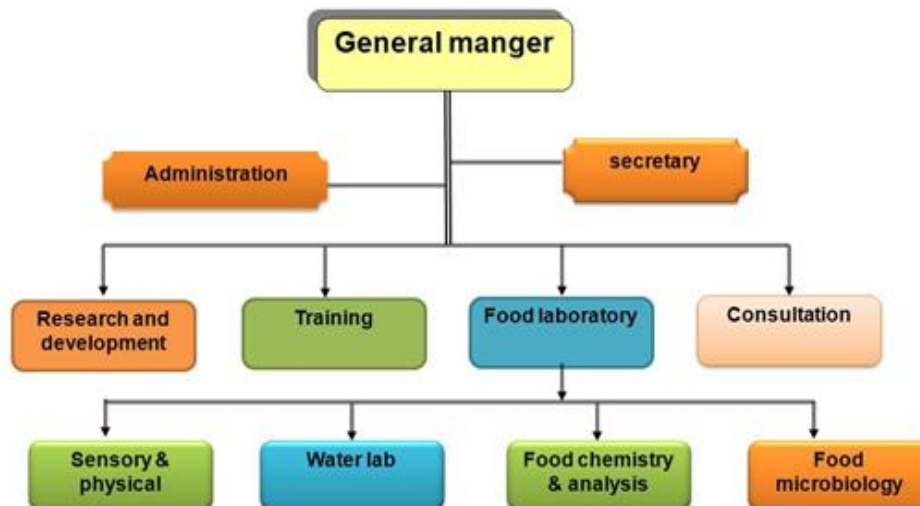 General manger
Administration
secretary
Research and
development
Training
Food laboratory
Consultation
Sensory &
physical
Water lab
Food chemistry
& analysis
Food
microbiology